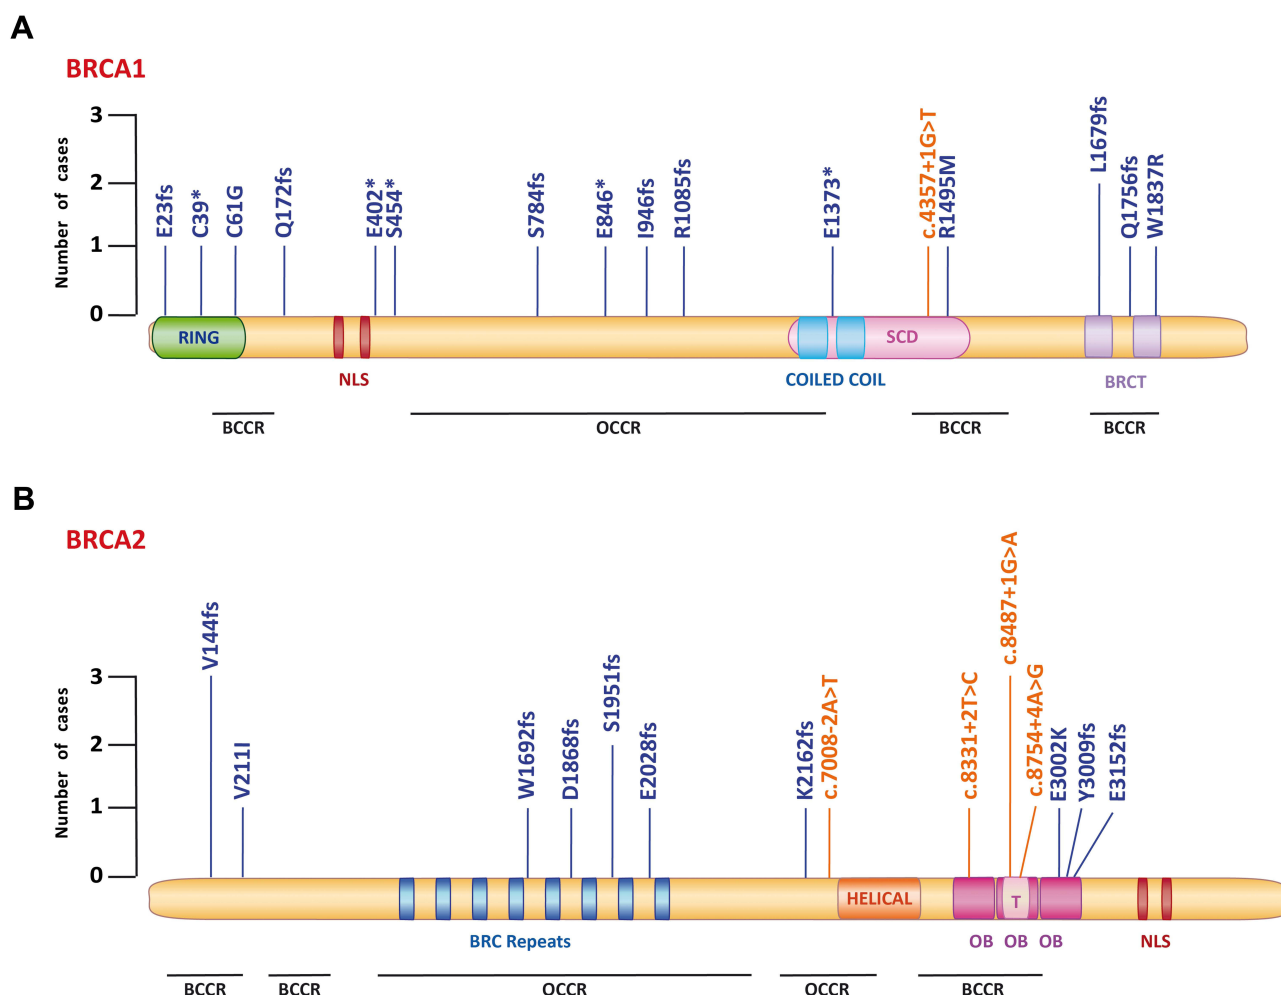 A
BRCA1
Number of cases
3
2
1
0
E23fs
C39*
C61G
Q172fs
E402*
S454*
S784fs
E846*
I946fs
R1085fs
E1373*
c.4357+1G>T
R1495M
L1679fs
Q1756fs
W1837R
RING
SCD
NLS
COILED COIL
BRCT
BCCR
OCCR
BCCR
BCCR
B
BRCA2
Number of cases
3
2
1
0
V144fs
V211I
W1692fs
D1868fs
S1951fs
E2028fs
K2162fs
c.7008-2A>T
c.8331+2T>C
c.8487+1G>A
c.8754+4A>G
E3002K
Y3009fs
E3152fs
HELICAL
T
BRC Repeats
OB OB OB
NLS
BCCR
BCCR
OCCR
OCCR
BCCR